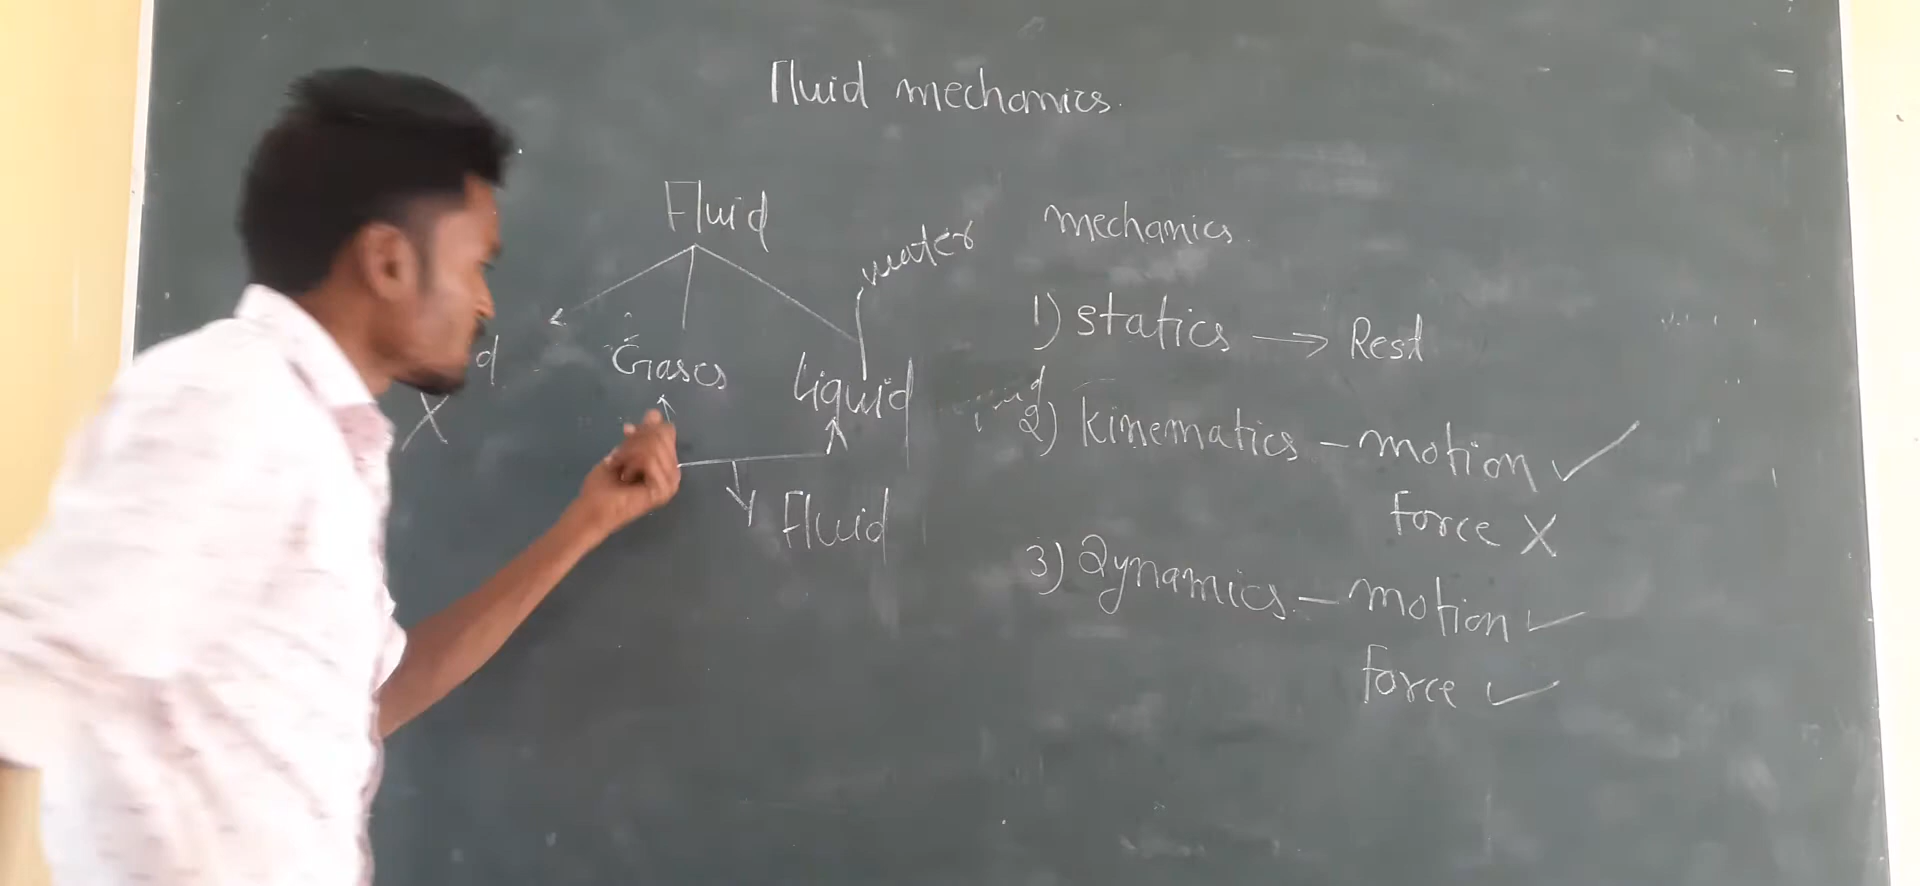 Fluid mechanics.
Fluid
mechanics.
water
Gases
Liquid
Fluid
1) statics → Rest
2) kinematics - motion ✓
force X
3) Dynamics - motion ✓
force ✓